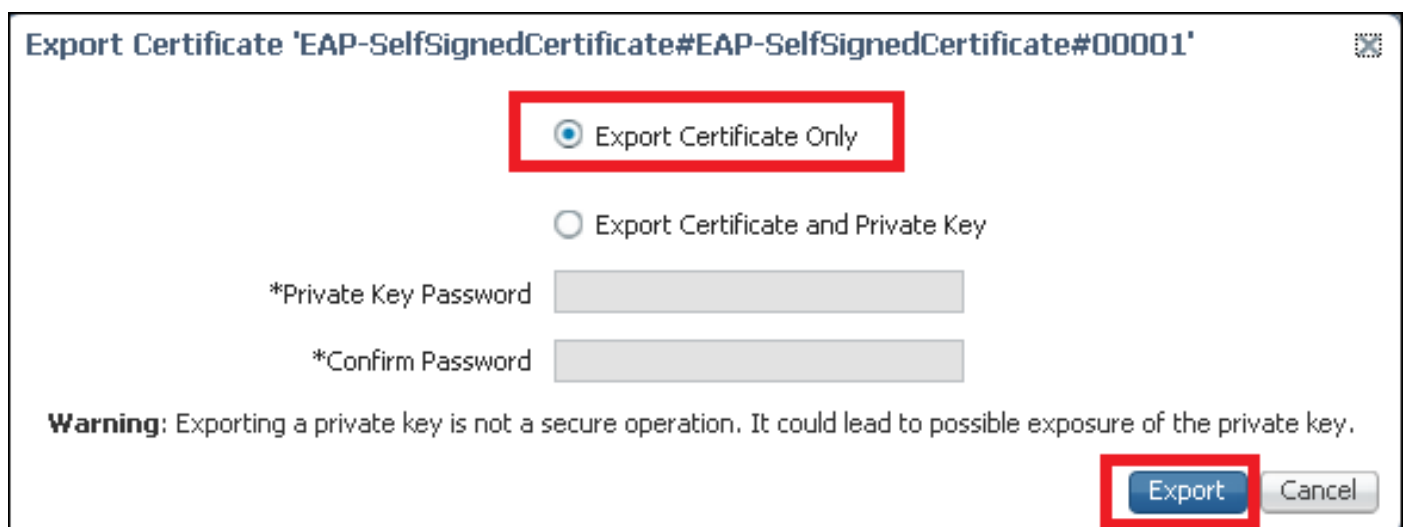 Export Certificate 'EAP-SelfSignedCertificate#EAP-SelfSignedCertificate#00001'
Export Certificate Only
Export Certificate and Private Key
*Private Key Password
*Confirm Password
Warning: Exporting a private key is not a secure operation. It could lead to possible exposure of the private key.
Export Cancel